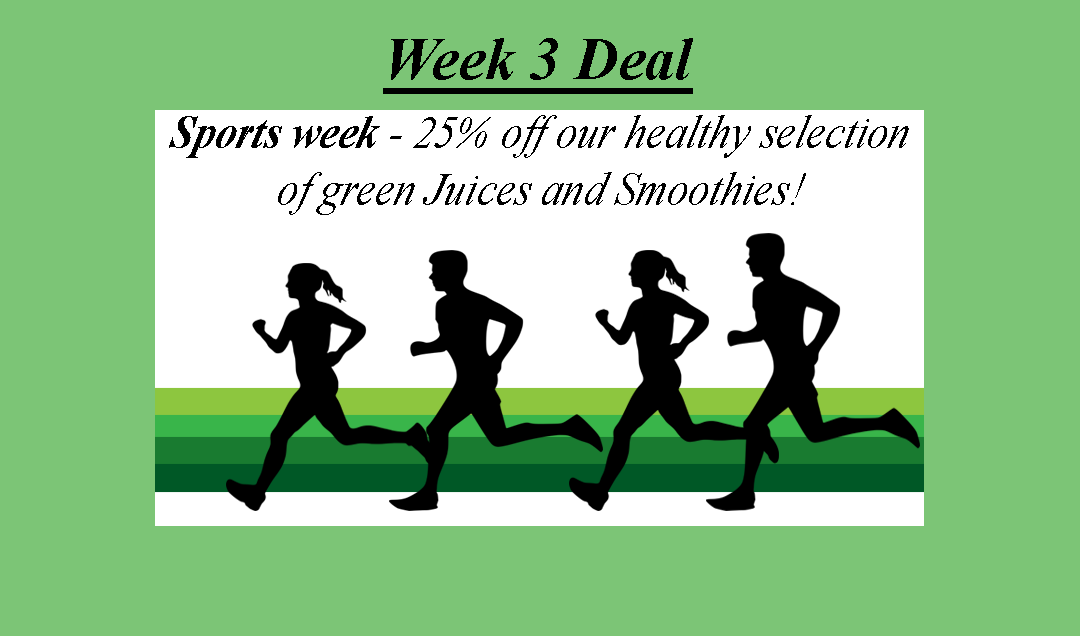 Week 3 Deal
Sports week - 25% off our healthy selection
of green Juices and Smoothies!